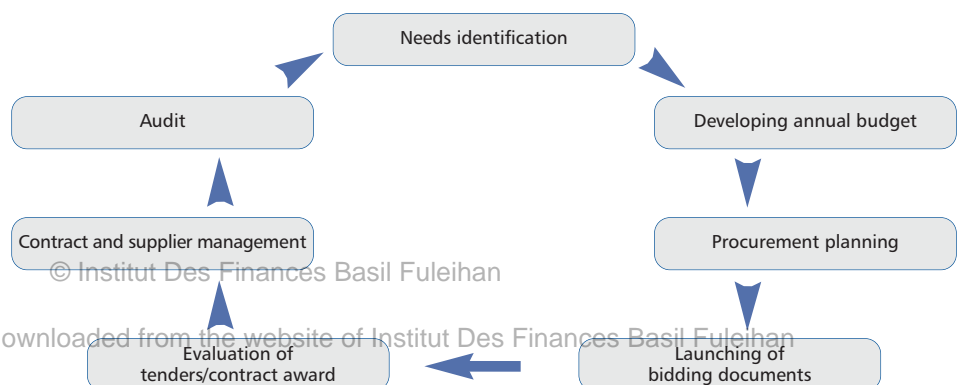 Needs identification
Audit
Developing annual budget
Contract and supplier management
Procurement planning
© Institut Des Finances Basil Fuleihan
ownloaded from the website of Institut Des Finances Basil Fuleihan
Evaluation of
tenders/contract award
Launching of
bidding documents